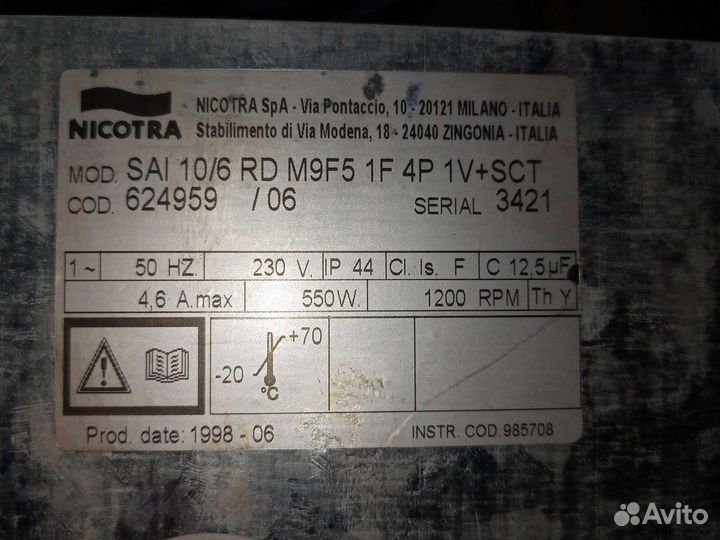 NICOTRA
NICOTRA SpA - Via Pontaccio, 10 - 20121 MILANO - ITALIA
Stabilimento di Via Modena, 18 - 24040 ZINGONIA - ITALIA
MOD. SAI 10/6 RD M9F5 1F 4P 1V+SCT
COD. 624959 / 06 SERIAL 3421
1~ 50 HZ. 230 V. IP 44 Cl. Is. F C 12,5µF
4,6 A.max 550W. 1200 RPM Th Y
-20 +70
°C
Prod. date: 1998 - 06 INSTR. COD. 985708
Avito